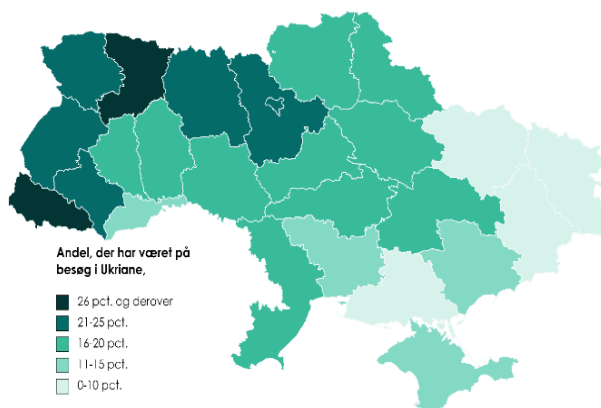 Andel, der har været på
besøg i Ukriane,
26 pct. og derover
21-25 pct.
16-20 pct.
11-15 pct.
0-10 pct.